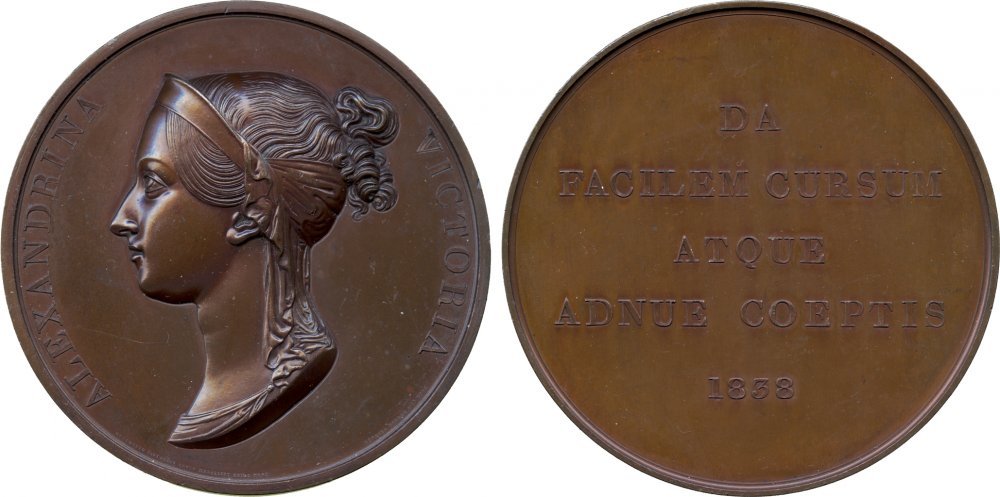 ALEXANDRINA VICTORIA
DA
FACILEM CURSUM
ATQUE
ADNUE COEPTIS
1838